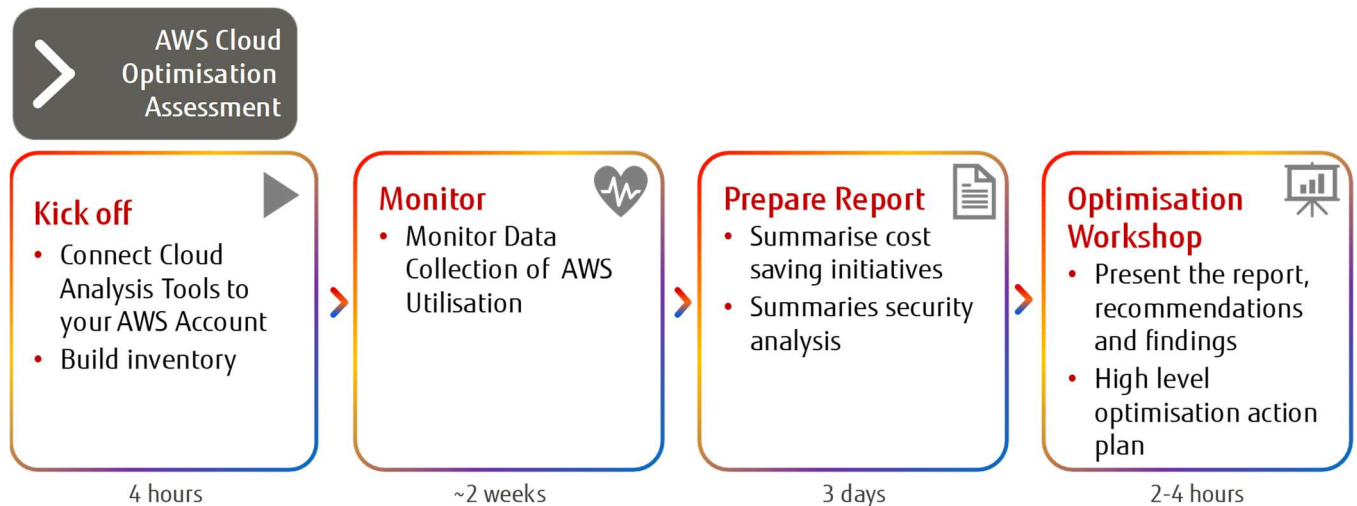 AWS Cloud
Optimisation
Assessment
Kick off
• Connect Cloud
Analysis Tools to
your AWS Account
• Build inventory
4 hours
Monitor
• Monitor Data
Collection of AWS
Utilisation
~2 weeks
Prepare Report
• Summarise cost
saving initiatives
• Summaries security
analysis
3 days
Optimisation
Workshop
• Present the report,
recommendations
and findings
• High level
optimisation action
plan
2-4 hours